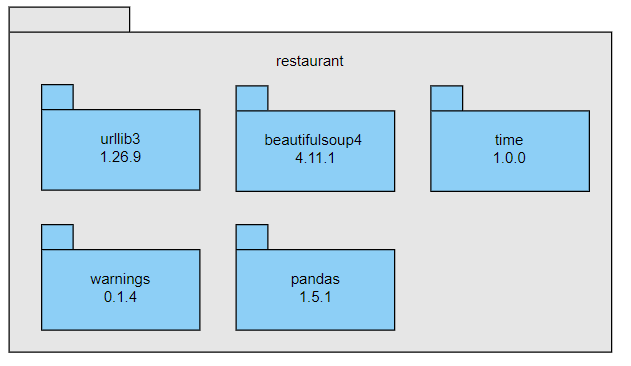 restaurant
urllib3
1.26.9
beautifulsoup4
4.11.1
time
1.0.0
warnings
0.1.4
pandas
1.5.1